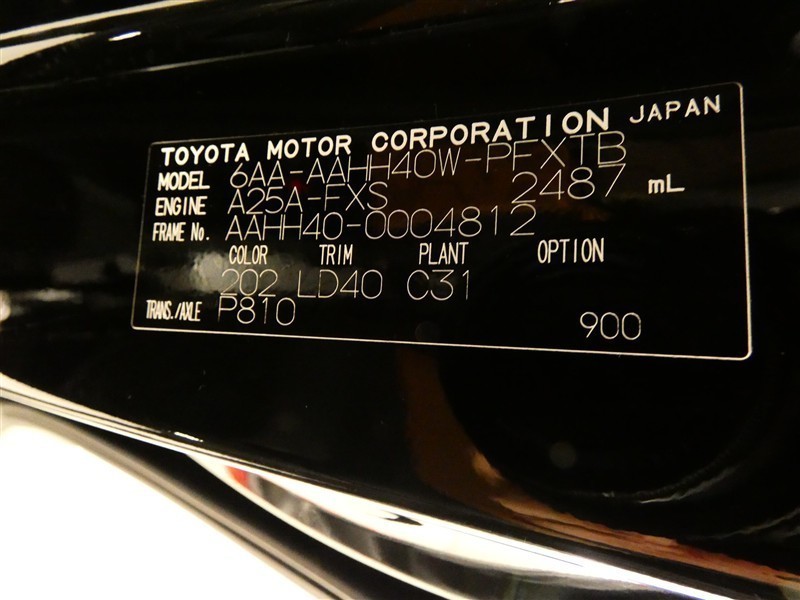 TOYOTA MOTOR CORPORATION JAPAN
MODEL 6AA-AAHH40W-PFXTB
ENGINE A25A-FXS 2487 mL
FRAME No. AAHH40-0004812
COLOR TRIM PLANT OPTION
202 LD40 C31
TRANS./AXLE P810
900